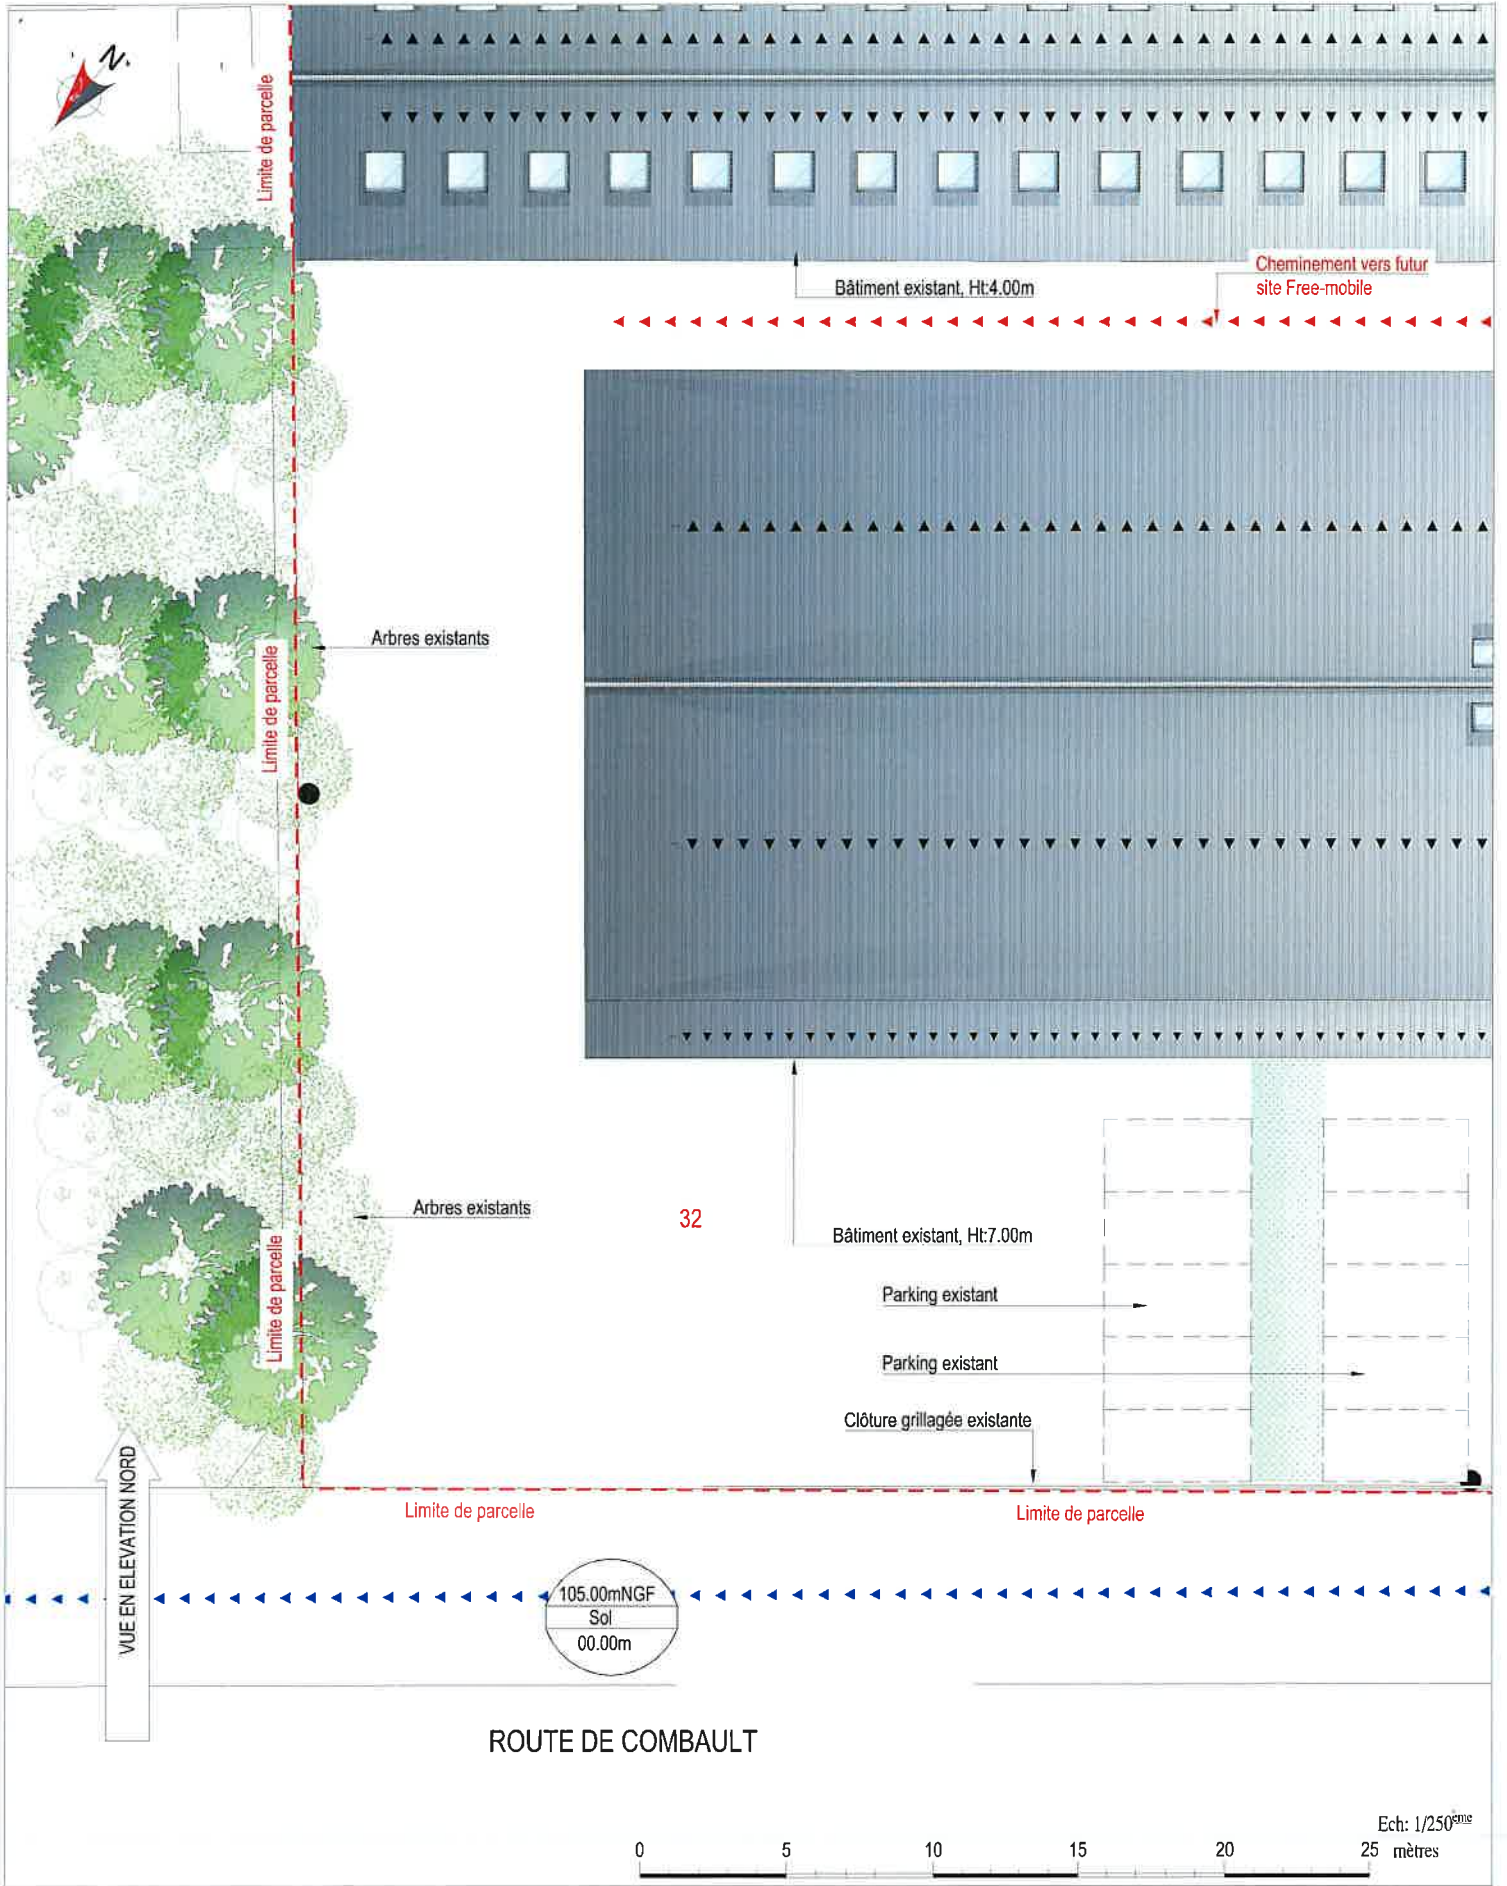 N.
Limite de parcelle
Bâtiment existant, Ht:4.00m
Cheminement vers futur
site Free-mobile
Arbres existants
Limite de parcelle
Arbres existants
32
Bâtiment existant, Ht:7.00m
Limite de parcelle
Parking existant
Parking existant
Clôture grillagée existante
Limite de parcelle
Limite de parcelle
VUE EN ELEVATION NORD
105.00mNGF
Sol
00.00m
ROUTE DE COMBAULT
Ech: 1/250ème
0 5 10 15 20 25 mètres